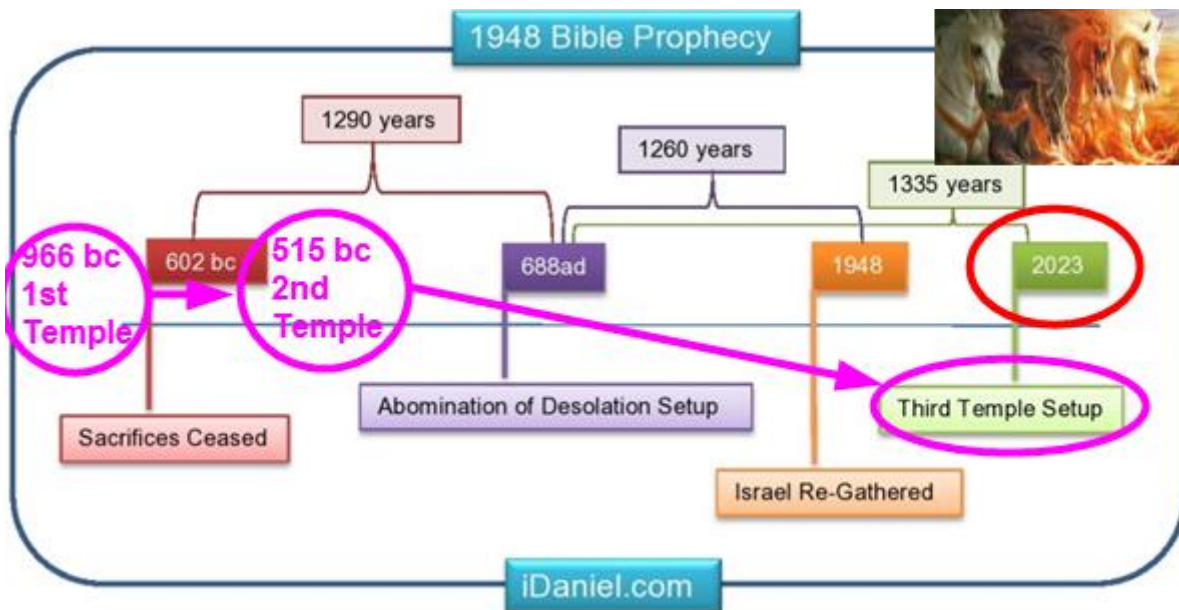 1948 Bible Prophecy
1290 years
1260 years
1335 years
966 bc
1st
Temple
602 bc
515 bc
2nd
Temple
688ad
1948
2023
Sacrifices Ceased
Abomination of Desolation Setup
Third Temple Setup
Israel Re-Gathered
iDaniel.com